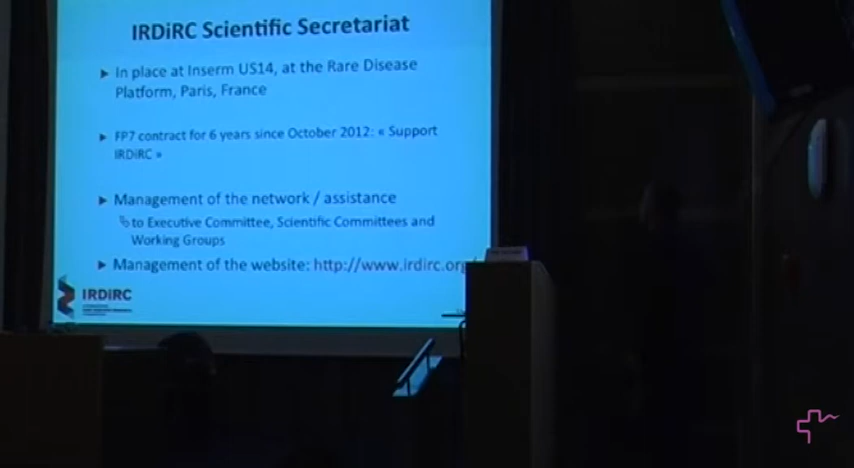 IRDiRC Scientific Secretariat
In place at Inserm US14, at the Rare Disease
Platform, Paris, France
FP7 contract for 6 years since October 2012: « Support
IRDiRC »
Management of the network / assistance
to Executive Committee, Scientific Committees and
Working Groups
Management of the website: http://www.irdirc.org/
IRDiRC